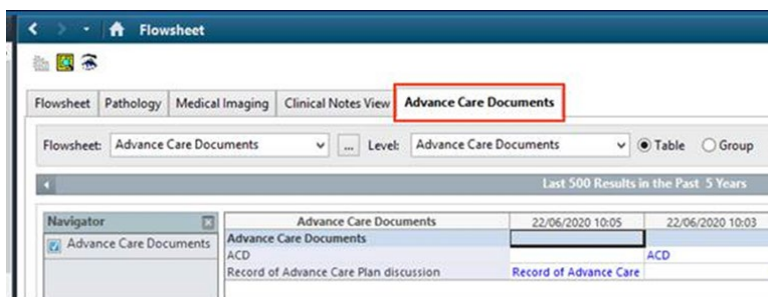 Flowsheet
Flowsheet Pathology Medical Imaging Clinical Notes View Advance Care Documents
Flowsheet: Advance Care Documents ... Level: Advance Care Documents Table Group
Last 500 Results in the Past 5 Years
Navigator Advance Care Documents 22/06/2020 10:05 22/06/2020 10:03
Advance Care Documents Advance Care Documents
ACD ACD
Record of Advance Care Plan discussion Record of Advance Care